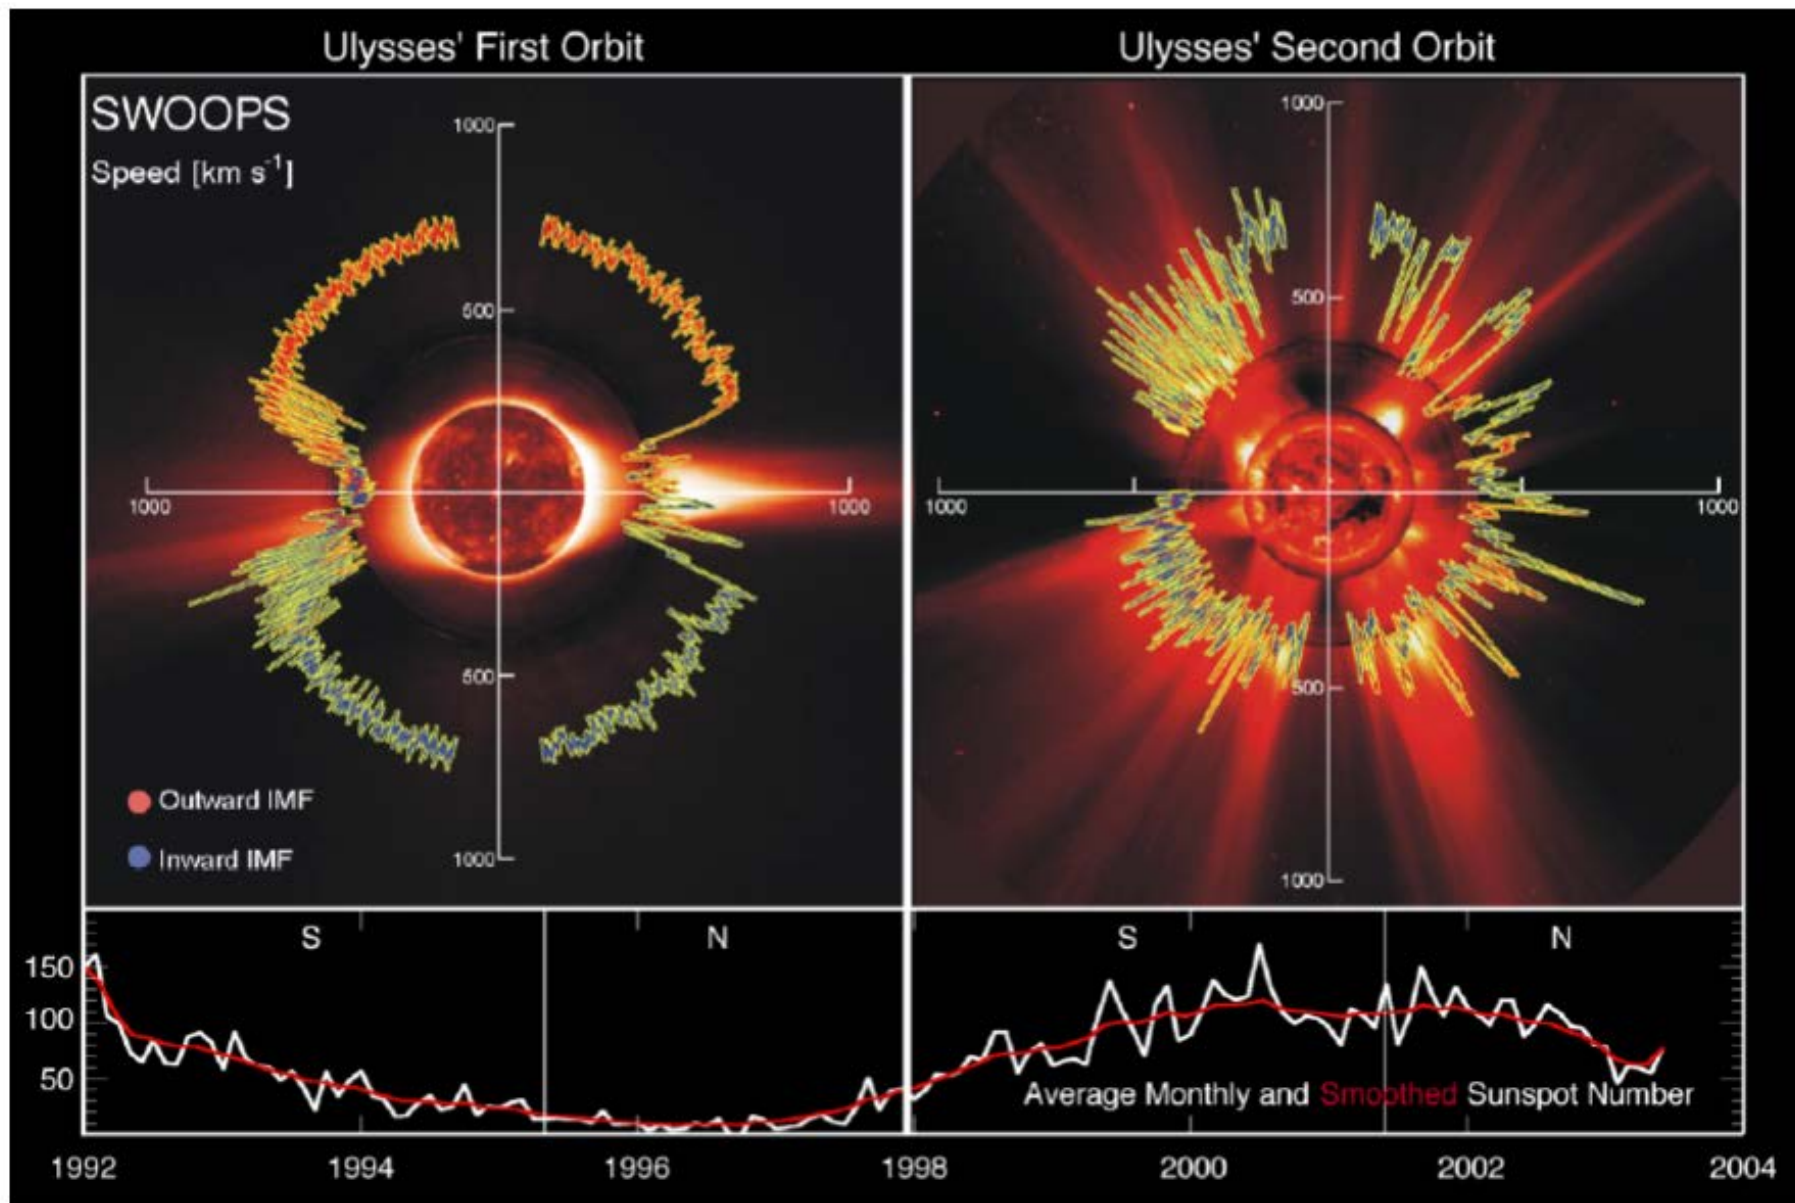 Ulysses' First Orbit
Ulysses' Second Orbit
SWOOPS
Speed [km s-1]
1000
500
1000
1000
500
1000
Outward IMF
Inward IMF
1000
500
1000
1000
500
1000
S
N
S
N
150
100
50
Average Monthly and Smoothed Sunspot Number
1992
1994
1996
1998
2000
2002
2004